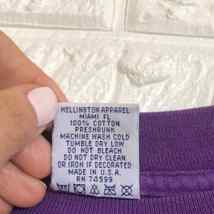 WELLINGTON APPAREL
MIAMI FL
100% COTTON
PRESHRUNK
MACHINE WASH COLD
TUMBLE DRY LOW
DO NOT BLEACH
DO NOT DRY CLEAN
OR IRON IF DECORATED
MADE IN U.S.A.
RN 74599